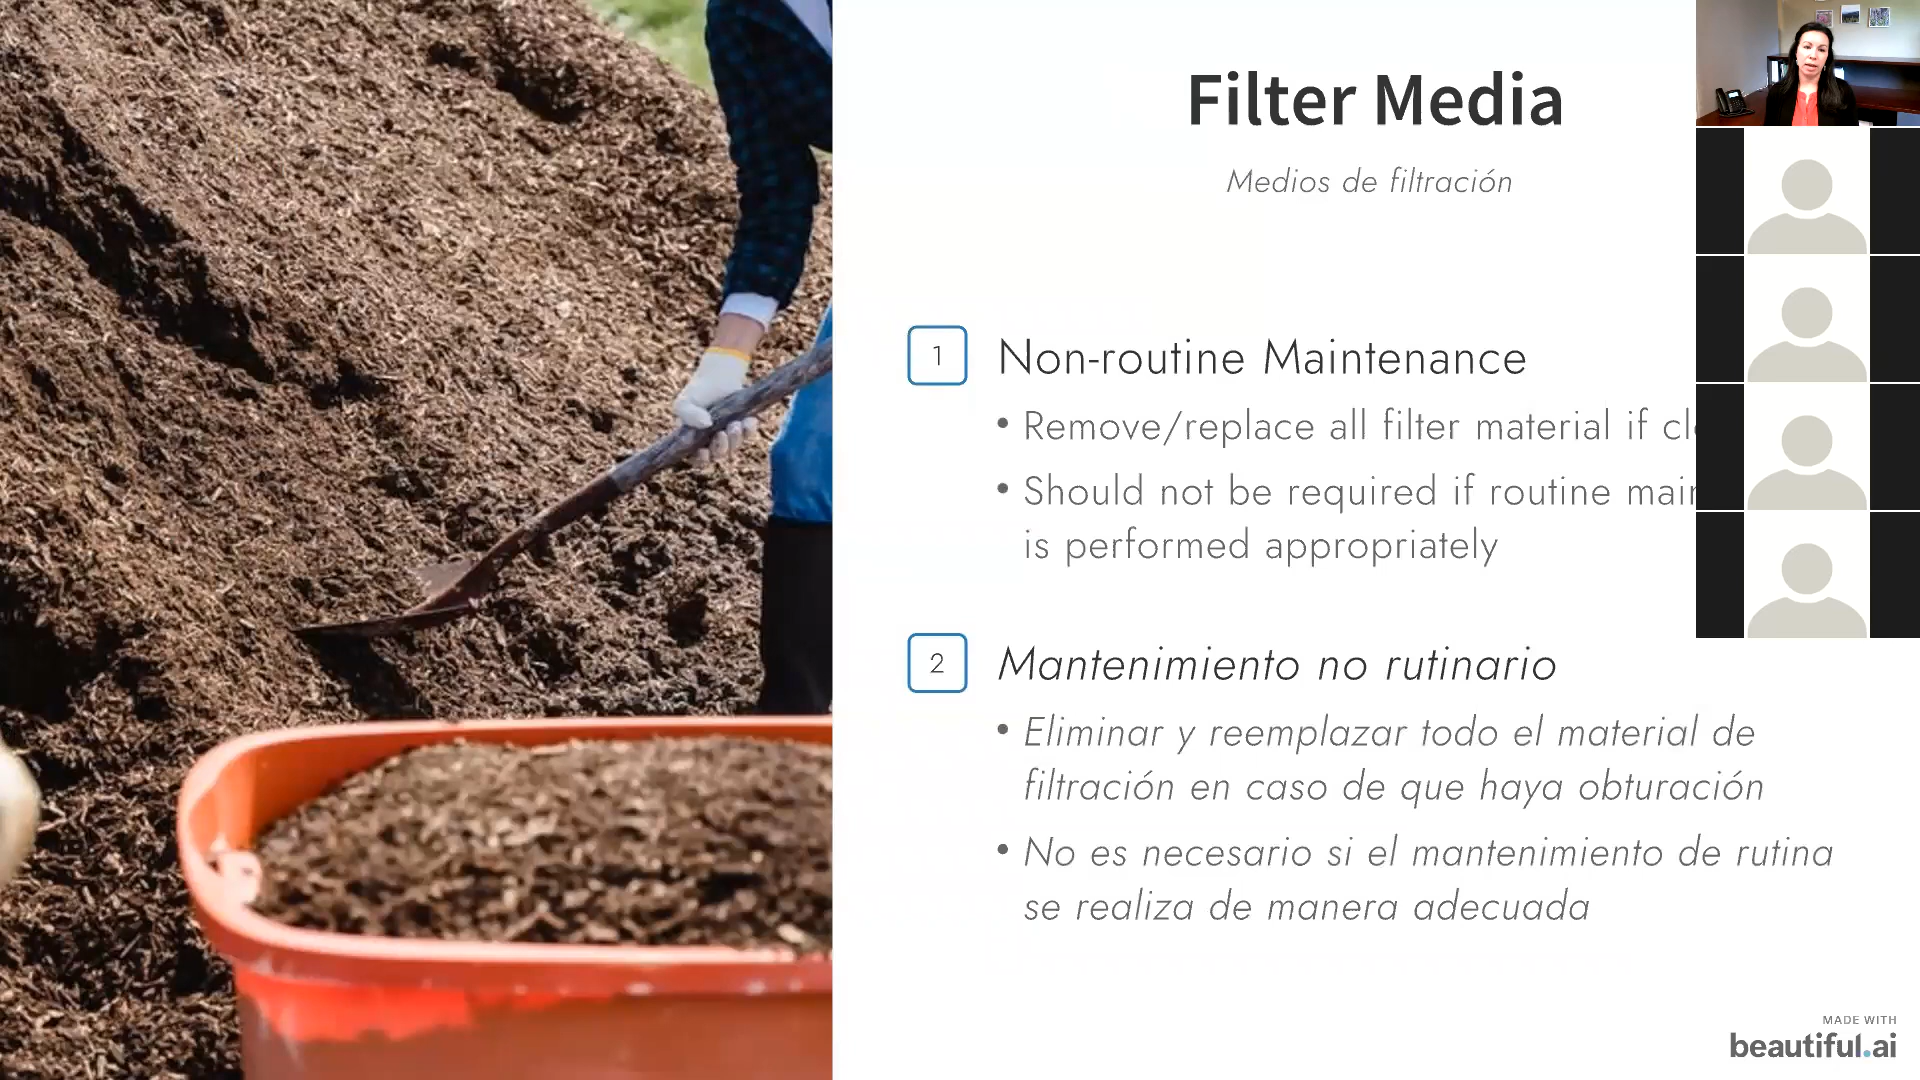 Filter Media
Medios de filtración
1
Non-routine Maintenance
• Remove/replace all filter material if
• Should not be required if routine
is performed appropriately
2
Mantenimiento no rutinario
• Eliminar y reemplazar todo el material de
filtración en caso de que haya obturación
• No es necesario si el mantenimiento de rutina
se realiza de manera adecuada
MADE WITH
beautiful.ai